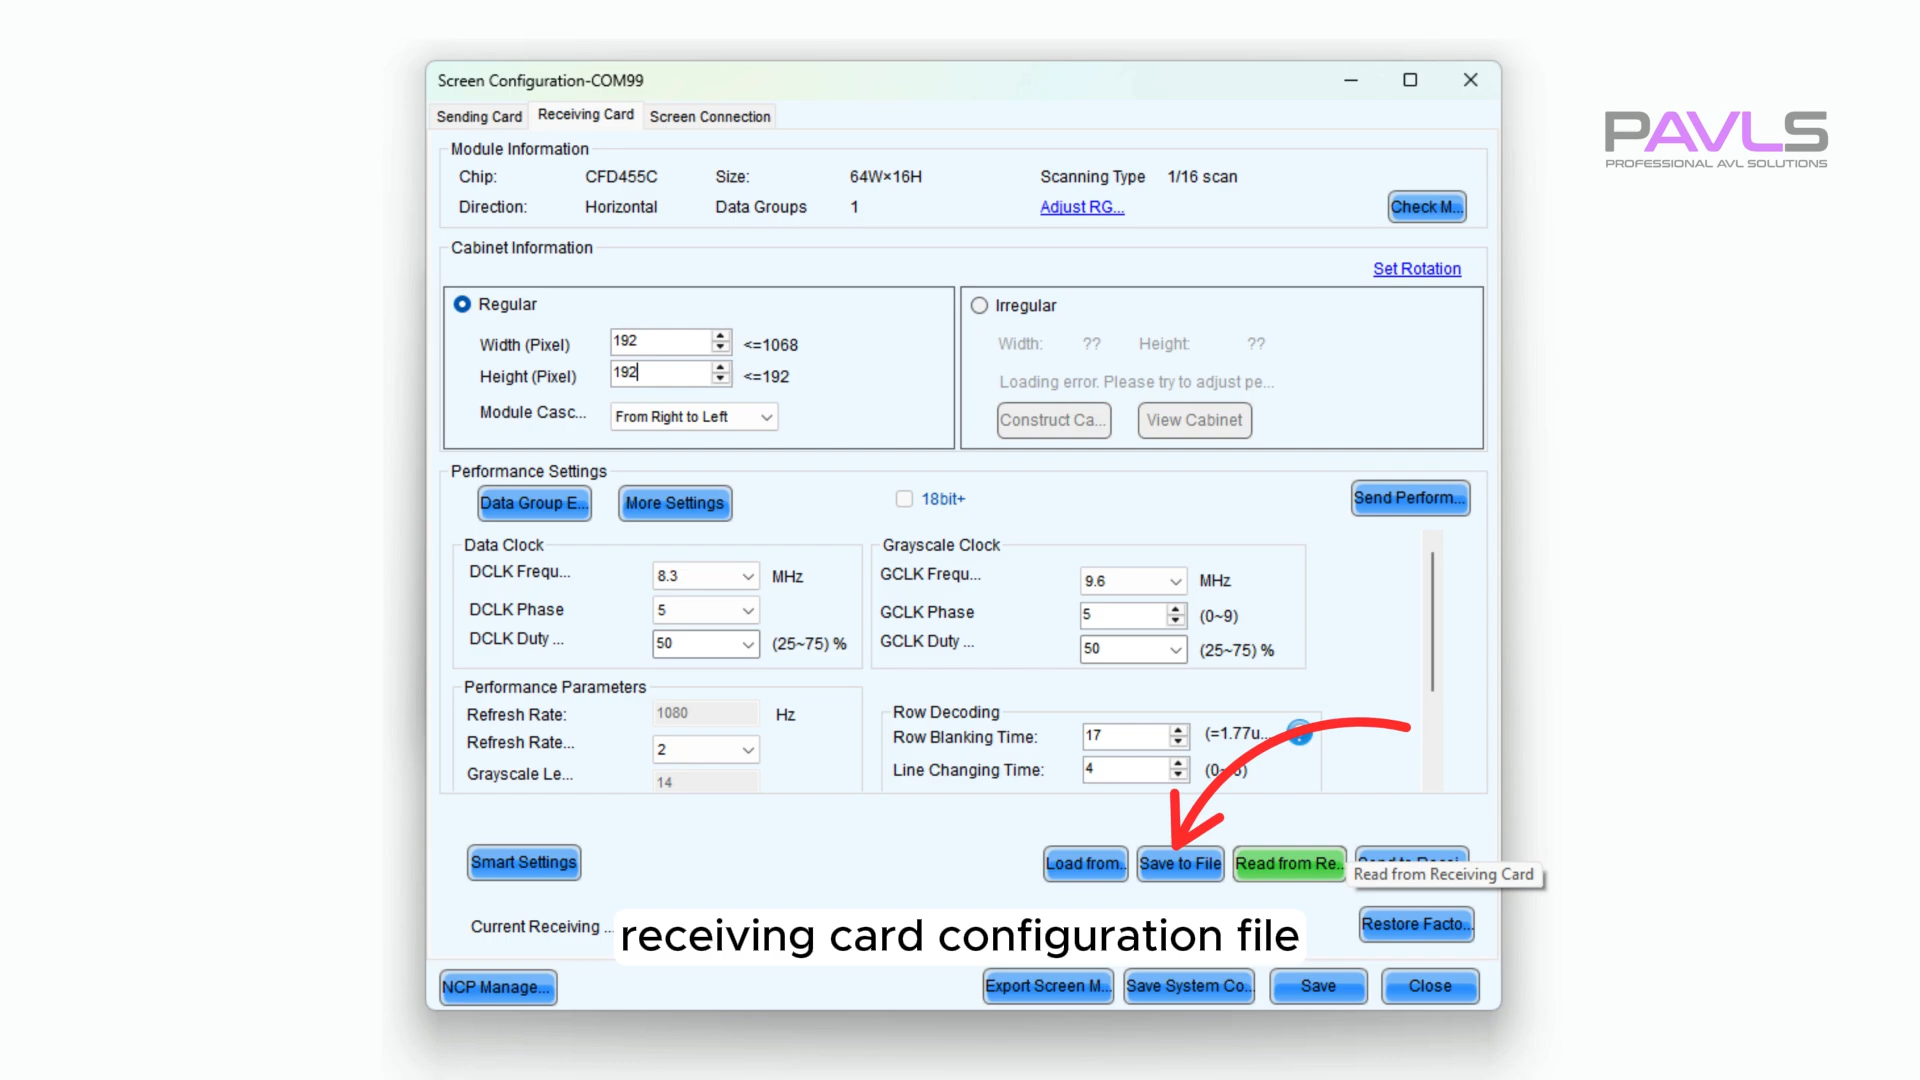 Screen Configuration-COM99
Sending Card Receiving Card Screen Connection
PAVLS
PROFESSIONAL AVL SOLUTIONS
Module Information
Chip: CFD455C Size: 64W×16H Scanning Type 1/16 scan
Direction: Horizontal Data Groups 1 Adjust RG... Check M...
Cabinet Information
Set Rotation
Regular
Width (Pixel) 192 <=1068
Height (Pixel) 192 <=192
Module Casc... From Right to Left
Irregular
Width: ?? Height: ??
Loading error. Please try to adjust pe...
Construct Ca... View Cabinet
Performance Settings
Data Group E... More Settings 18bit+ Send Perform...
Data Clock
DCLK Frequ... 8.3 MHz
DCLK Phase 5
DCLK Duty ... 50 (25~75) %
Grayscale Clock
GCLK Frequ... 9.6 MHz
GCLK Phase 5 (0~9)
GCLK Duty ... 50 (25~75) %
Performance Parameters
Refresh Rate: 1080 Hz
Refresh Rate... 2
Grayscale Le... 14
Row Decoding
Row Blanking Time: 17 (=1.77u...
Line Changing Time: 4
Smart Settings Load from.. Save to File Read from Re..
Read from Receiving Card
Current Receiving ... Restore Facto...
receiving card configuration file
NCP Manage... Export Screen M... Save System Co.. Save Close